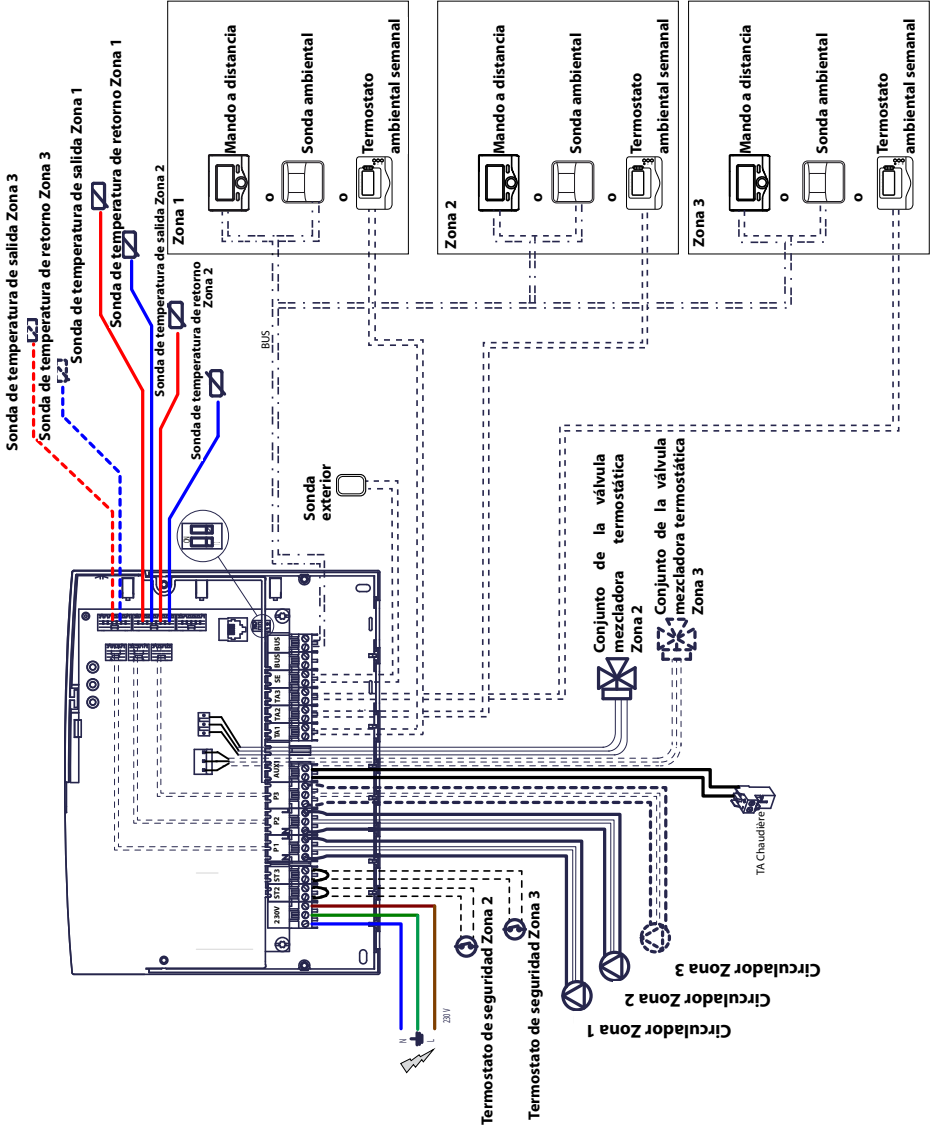 Sonda de temperatura de salida Zona 3
Sonda de temperatura de retorno Zona 3
Sonda de temperatura de salida Zona 1
Sonda de temperatura de retorno Zona 1
Sonda de temperatura de salida Zona 2
Sonda de temperatura de retorno
Zona 2
Zona 1
Mando a distancia
Sonda ambiental
Termostato
ambiental semanal
Zona 2
Mando a distancia
Sonda ambiental
Termostato
ambiental semanal
Zona 3
Mando a distancia
Sonda ambiental
Termostato
ambiental semanal
BUS
Sonda
exterior
Conjunto de la válvula
mezcladora termostática
Zona 2
Conjunto de la válvula
mezcladora termostática
Zona 3
230V
ST2
ST3
P1
P2
P3
AUX1
TA1
TA2
TA3
SE
BUS
BUS
N
LN
L
TA Chaudière
N
L
230 V
Termostato de seguridad Zona 2
Termostato de seguridad Zona 3
Circulador Zona 1
Circulador Zona 2
Circulador Zona 3